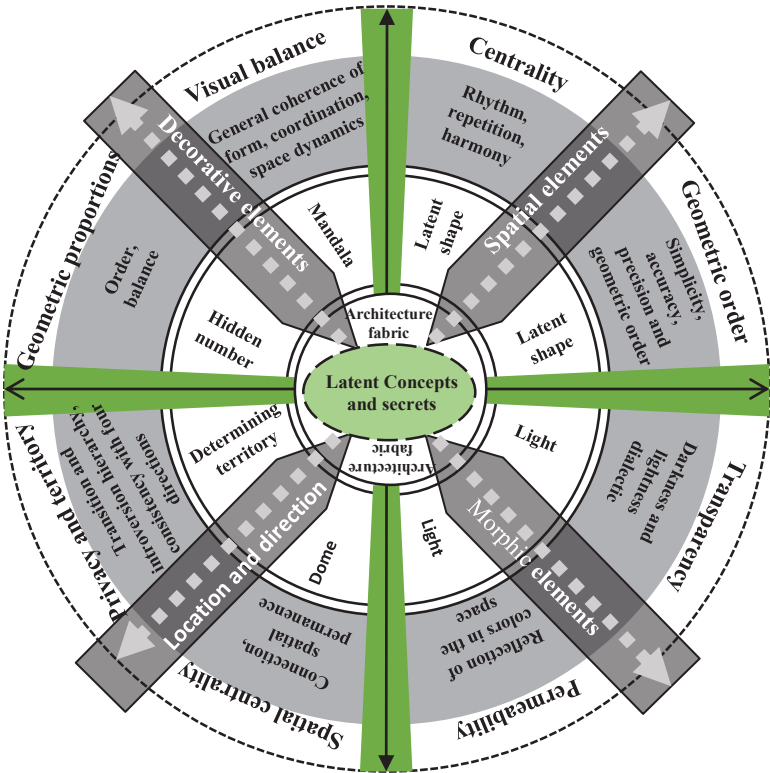 Visual balance
Centrality
General coherence of
form, coordination,
space dynamics
Rhythm,
repetition,
harmony
Decorative elements
Spatial elements
Geometric proportions
Geometric order
Order,
balance
Mandala
Latent
shape
Simplicity,
accuracy,
precision and
geometric order
Hidden
number
Architecture
fabric
Latent
shape
Latent Concepts
and secrets
Determining
territory
Architecture
fabric
Light
Privacy and territory
Transition and
introversion hierarchy,
consistency with four
directions
Darkness and
lightness
dialectic
Transparency
Location and direction
Dome
Light
Morphic elements
Connection,
spatial
permanence
Reflection of
colors in the
space
Spatial centrality
Permeability